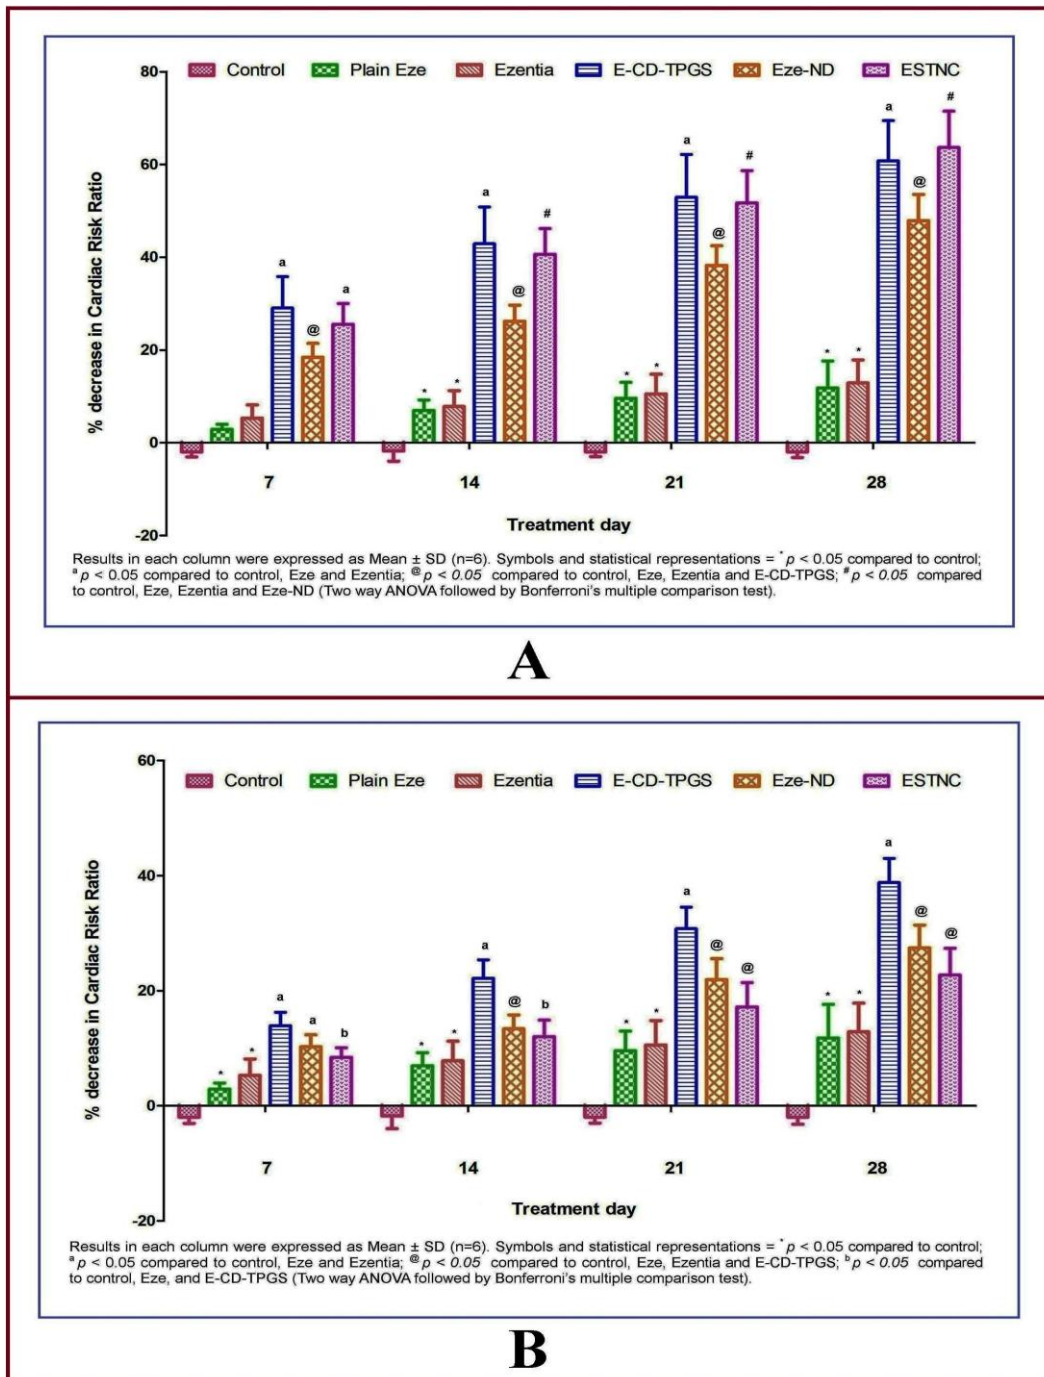 Control Plain Eze Ezentia E-CD-TPGS Eze-ND ESTNC
% decrease in Cardiac Risk Ratio
80
60
40
20
0
-20
a
@
a
*
*
a
@
#
*
*
a
@
#
*
*
a
@
#
7 14 21 28
Treatment day
Results in each column were expressed as Mean ± SD (n=6). Symbols and statistical representations = * p < 0.05 compared to control;
a p < 0.05 compared to control, Eze and Ezentia; @ p < 0.05 compared to control, Eze, Ezentia and E-CD-TPGS; # p < 0.05 compared
to control, Eze, Ezentia and Eze-ND (Two way ANOVA followed by Bonferroni's multiple comparison test).
A
Control Plain Eze Ezentia E-CD-TPGS Eze-ND ESTNC
% decrease in Cardiac Risk Ratio
60
40
20
0
-20
*
*
a
a
b
*
*
a
@
b
*
*
a
@
@
*
*
a
@
@
7 14 21 28
Treatment day
Results in each column were expressed as Mean ± SD (n=6). Symbols and statistical representations = * p < 0.05 compared to control;
a p < 0.05 compared to control, Eze and Ezentia; @ p < 0.05 compared to control, Eze, Ezentia and E-CD-TPGS; b p < 0.05 compared
to control, Eze, and E-CD-TPGS (Two way ANOVA followed by Bonferroni's multiple comparison test).
B